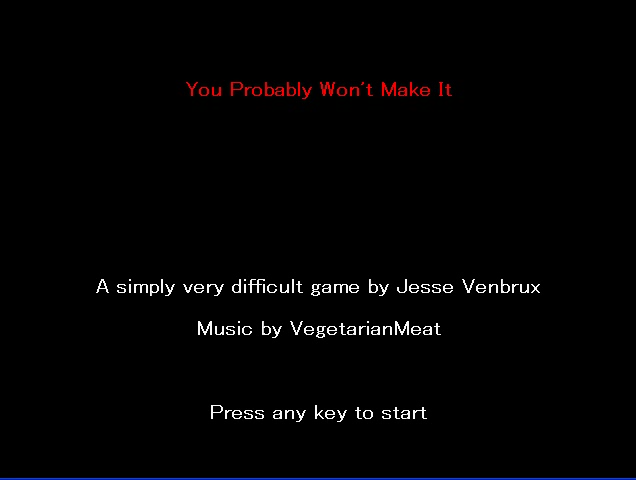 You Probably Won't Make It
A simply very difficult game by Jesse Venbrux
Music by VegetarianMeat
Press any key to start